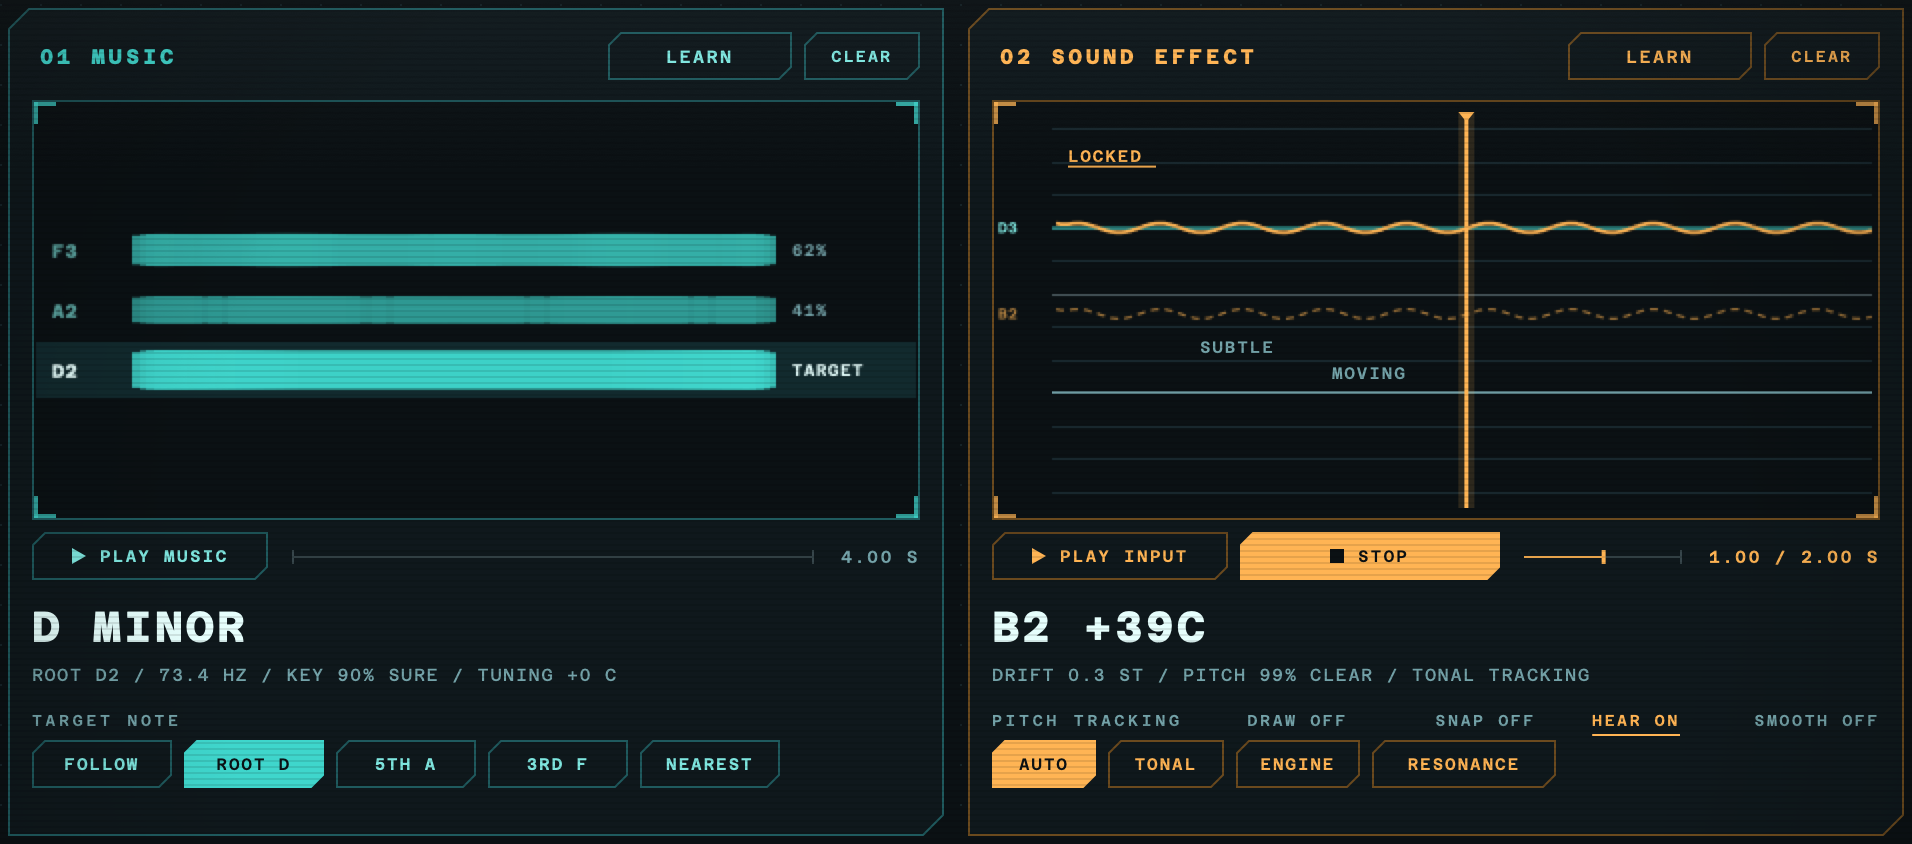 01 MUSIC
LEARN
CLEAR
F3
62%
A2
41%
D2
TARGET
PLAY MUSIC
4.00 S
D MINOR
ROOT D2 / 73.4 HZ / KEY 90% SURE / TUNING +0 C
TARGET NOTE
FOLLOW
ROOT D
5TH A
3RD F
NEAREST
02 SOUND EFFECT
LEARN
CLEAR
LOCKED
D3
B2
SUBTLE
MOVING
PLAY INPUT
STOP
1.00 / 2.00 S
B2 +39C
DRIFT 0.3 ST / PITCH 99% CLEAR / TONAL TRACKING
PITCH TRACKING
DRAW OFF
SNAP OFF
HEAR ON
SMOOTH OFF
AUTO
TONAL
ENGINE
RESONANCE